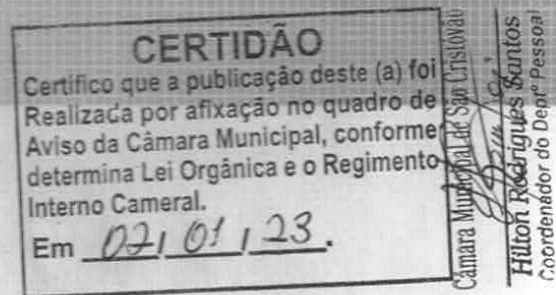 CERTIDÃO
Certifico que a publicação deste (a) foi
Realizada por afixação no quadro de
Aviso da Câmara Municipal, conforme
determina Lei Orgânica e o Regimento
Interno Cameral.
Em 02/01/23.
Câmara Municipal de São Cristóvão
Hilton Rodrigues Santos
Coordenador do Deptº Pessoal